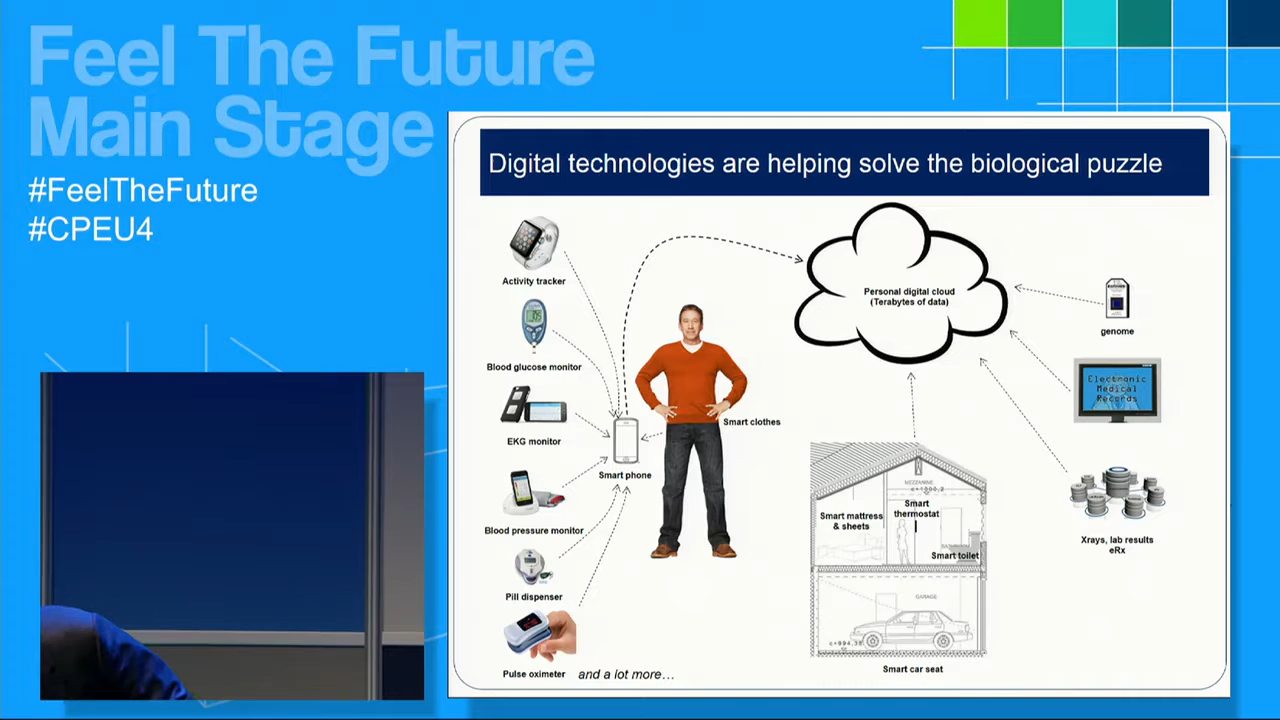 Feel The Future
Main Stage
#FeelTheFuture
#CPEU4
Digital technologies are helping solve the biological puzzle
Activity tracker
Blood glucose monitor
EKG monitor
Blood pressure monitor
Pill dispenser
Pulse oximeter
and a lot more…
Smart phone
Smart clothes
Personal digital cloud
(Terabytes of data)
genome
Electronic
Medical
Records
Xrays, lab results
eRx
MEZZANINE
Smart mattress
& sheets
Smart
thermostat
Smart toilet
GARAGE
Smart car seat